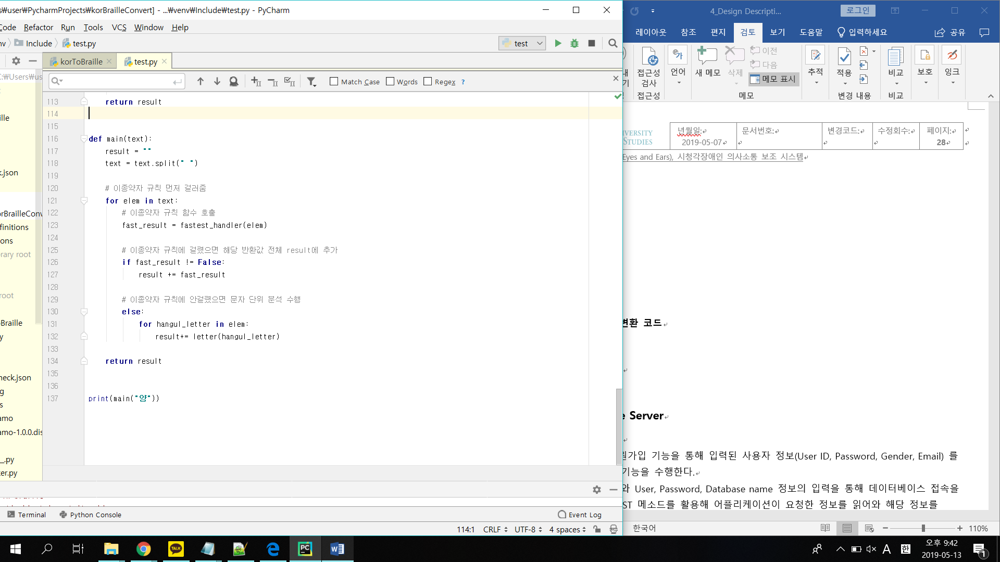 s₩user₩PycharmProjects₩korBrailleConvert] - ...₩venv₩Include₩test.py - PyCharm
Code Refactor Run Tools VCS Window Help
nv Include test.py
test
korToBraille test.py
C:₩Users₩us
Match Case Words Regex ?
ille
k.json
orBrailleConv
finitions
ons
rary root
root
oBraille
y
heck.json
g
s
amo
amo-1.0.0.dis
_.py
ter.py
113 return result
114
115
116 def main(text):
117 result = ""
118 text = text.split(" ")
119
120 # 이중약자 규칙 먼저 걸러줌
121 for elem in text:
122 # 이중약자 규칙 함수 호출
123 fast_result = fastest_handler(elem)
124
125 # 이중약자 규칙에 걸렸으면 해당 반환값 전체 result에 추가
126 if fast_result != False:
127 result += fast_result
128
129 # 이중약자 규칙에 안걸렸으면 문자 단위 분석 수행
130 else:
131 for hangul_letter in elem:
132 result+= letter(hangul_letter)
133
134 return result
135
136
137 print(main("양"))
Terminal Python Console Event Log
114:1 CRLF UTF-8 4 spaces
4_Design Descripti... 로그인
레이아웃 참조 편지 검토 보기 도움말 입력하세요 공유
접근성 검사
언어
새 메모
삭제
이전
다음
메모 표시
추적
적용
비교
보호
잉크
접근성 메모 변경 내용 비교
VERSITY
STUDIES
년월일: 문서번호: 변경코드: 수정회수: 페이지:
2019-05-07 28
Eyes and Ears), 시청각장애인 의사소통 보조 시스템
변환 코드
e Server
원가입 기능을 통해 입력된 사용자 정보(User ID, Password, Gender, Email) 를
기능을 수행한다.
와 User, Password, Database name 정보의 입력을 통해 데이터베이스 접속을
ST 메소드를 활용해 어플리케이션이 요청한 정보를 읽어와 해당 정보를
한국어 110%
TALK
PC
A 한
오후 9:42
2019-05-13
1